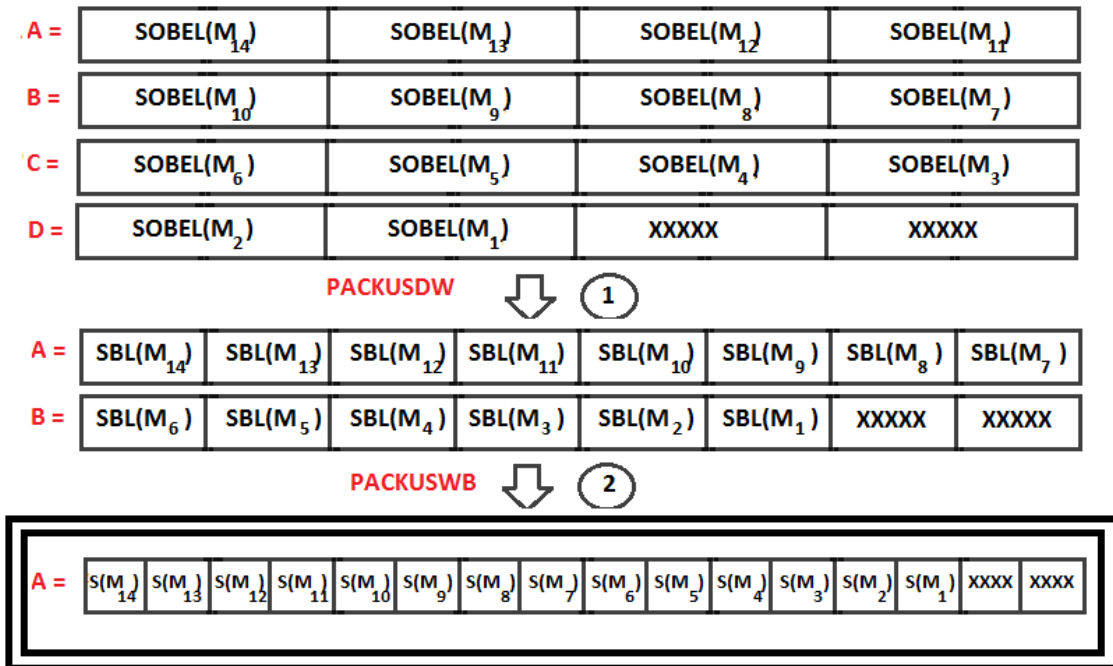 A = SOBEL(M₁₄) SOBEL(M₁₃) SOBEL(M₁₂) SOBEL(M₁₁)
B = SOBEL(M₁₀) SOBEL(M₉) SOBEL(M₈) SOBEL(M₇)
C = SOBEL(M₆) SOBEL(M₅) SOBEL(M₄) SOBEL(M₃)
D = SOBEL(M₂) SOBEL(M₁) XXXXX XXXXX
PACKUSDW 1
A = SBL(M₁₄) SBL(M₁₃) SBL(M₁₂) SBL(M₁₁) SBL(M₁₀) SBL(M₉) SBL(M₈) SBL(M₇)
B = SBL(M₆) SBL(M₅) SBL(M₄) SBL(M₃) SBL(M₂) SBL(M₁) XXXXX XXXXX
PACKUSWB 2
A = S(M₁₄) S(M₁₃) S(M₁₂) S(M₁₁) S(M₁₀) S(M₉) S(M₈) S(M₇) S(M₆) S(M₅) S(M₄) S(M₃) S(M₂) S(M₁) XXXX XXXX